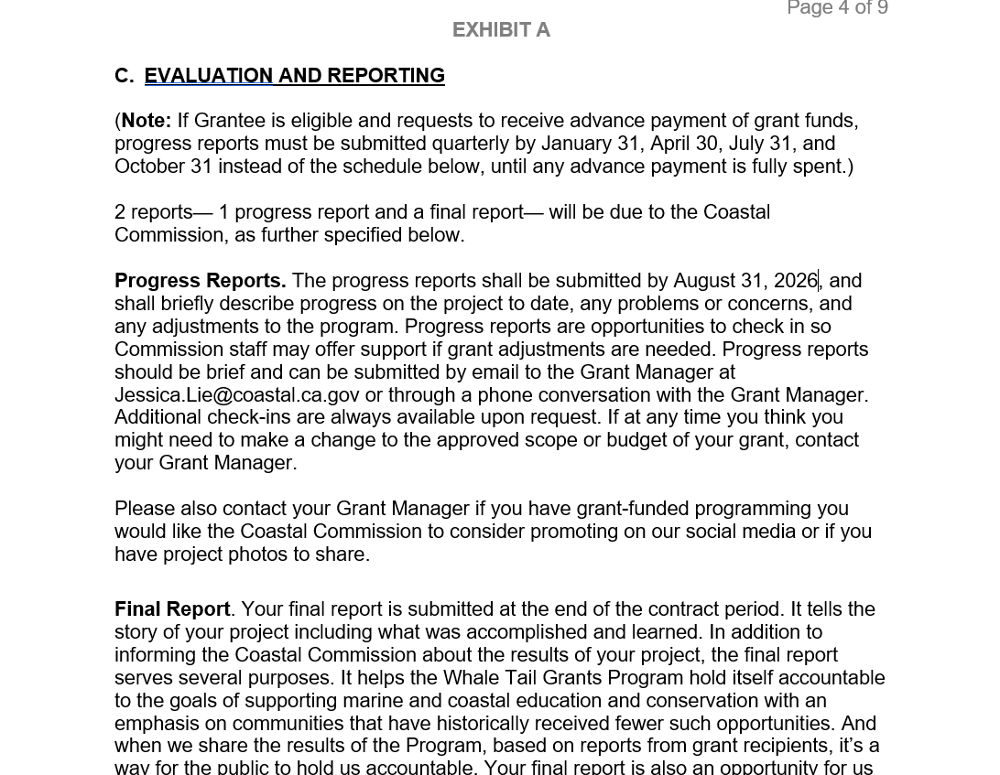 Page 4 of 9
EXHIBIT A
C. EVALUATION AND REPORTING
(Note: If Grantee is eligible and requests to receive advance payment of grant funds,
progress reports must be submitted quarterly by January 31, April 30, July 31, and
October 31 instead of the schedule below, until any advance payment is fully spent.)
2 reports— 1 progress report and a final report— will be due to the Coastal
Commission, as further specified below.
Progress Reports. The progress reports shall be submitted by August 31, 2026, and
shall briefly describe progress on the project to date, any problems or concerns, and
any adjustments to the program. Progress reports are opportunities to check in so
Commission staff may offer support if grant adjustments are needed. Progress reports
should be brief and can be submitted by email to the Grant Manager at
Jessica.Lie@coastal.ca.gov or through a phone conversation with the Grant Manager.
Additional check-ins are always available upon request. If at any time you think you
might need to make a change to the approved scope or budget of your grant, contact
your Grant Manager.
Please also contact your Grant Manager if you have grant-funded programming you
would like the Coastal Commission to consider promoting on our social media or if you
have project photos to share.
Final Report. Your final report is submitted at the end of the contract period. It tells the
story of your project including what was accomplished and learned. In addition to
informing the Coastal Commission about the results of your project, the final report
serves several purposes. It helps the Whale Tail Grants Program hold itself accountable
to the goals of supporting marine and coastal education and conservation with an
emphasis on communities that have historically received fewer such opportunities. And
when we share the results of the Program, based on reports from grant recipients, it’s a
way for the public to hold us accountable. Your final report is also an opportunity for us